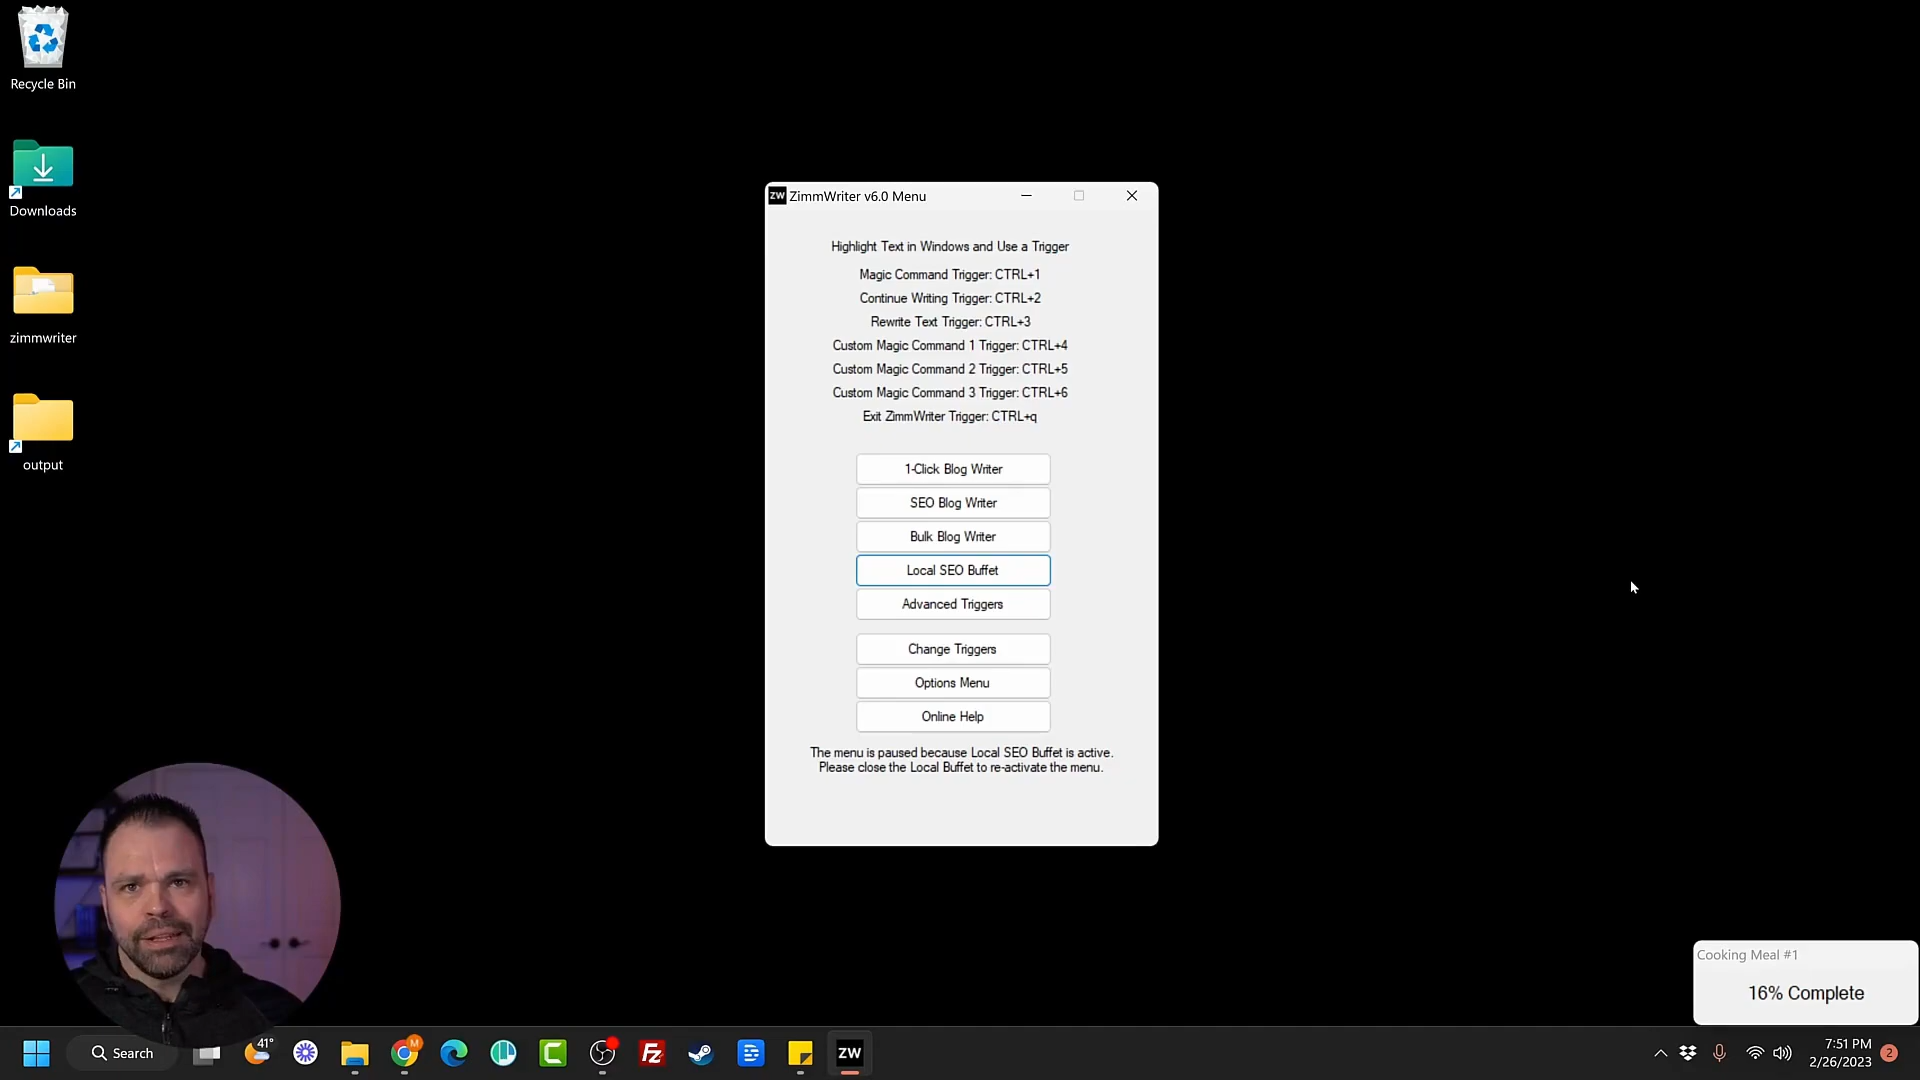 Recycle Bin
Downloads
zimmwriter
output
ZW ZimmWriter v6.0 Menu
Highlight Text in Windows and Use a Trigger
Magic Command Trigger: CTRL+1
Continue Writing Trigger: CTRL+2
Rewrite Text Trigger: CTRL+3
Custom Magic Command 1 Trigger: CTRL+4
Custom Magic Command 2 Trigger: CTRL+5
Custom Magic Command 3 Trigger: CTRL+6
Exit ZimmWriter Trigger: CTRL+q
1-Click Blog Writer
SEO Blog Writer
Bulk Blog Writer
Local SEO Buffet
Advanced Triggers
Change Triggers
Options Menu
Online Help
The menu is paused because Local SEO Buffet is active.
Please close the Local Buffet to re-activate the menu.
Cooking Meal #1
16% Complete
Search
41°
M
C
FZ
ZW
7:51 PM
2/26/2023
2